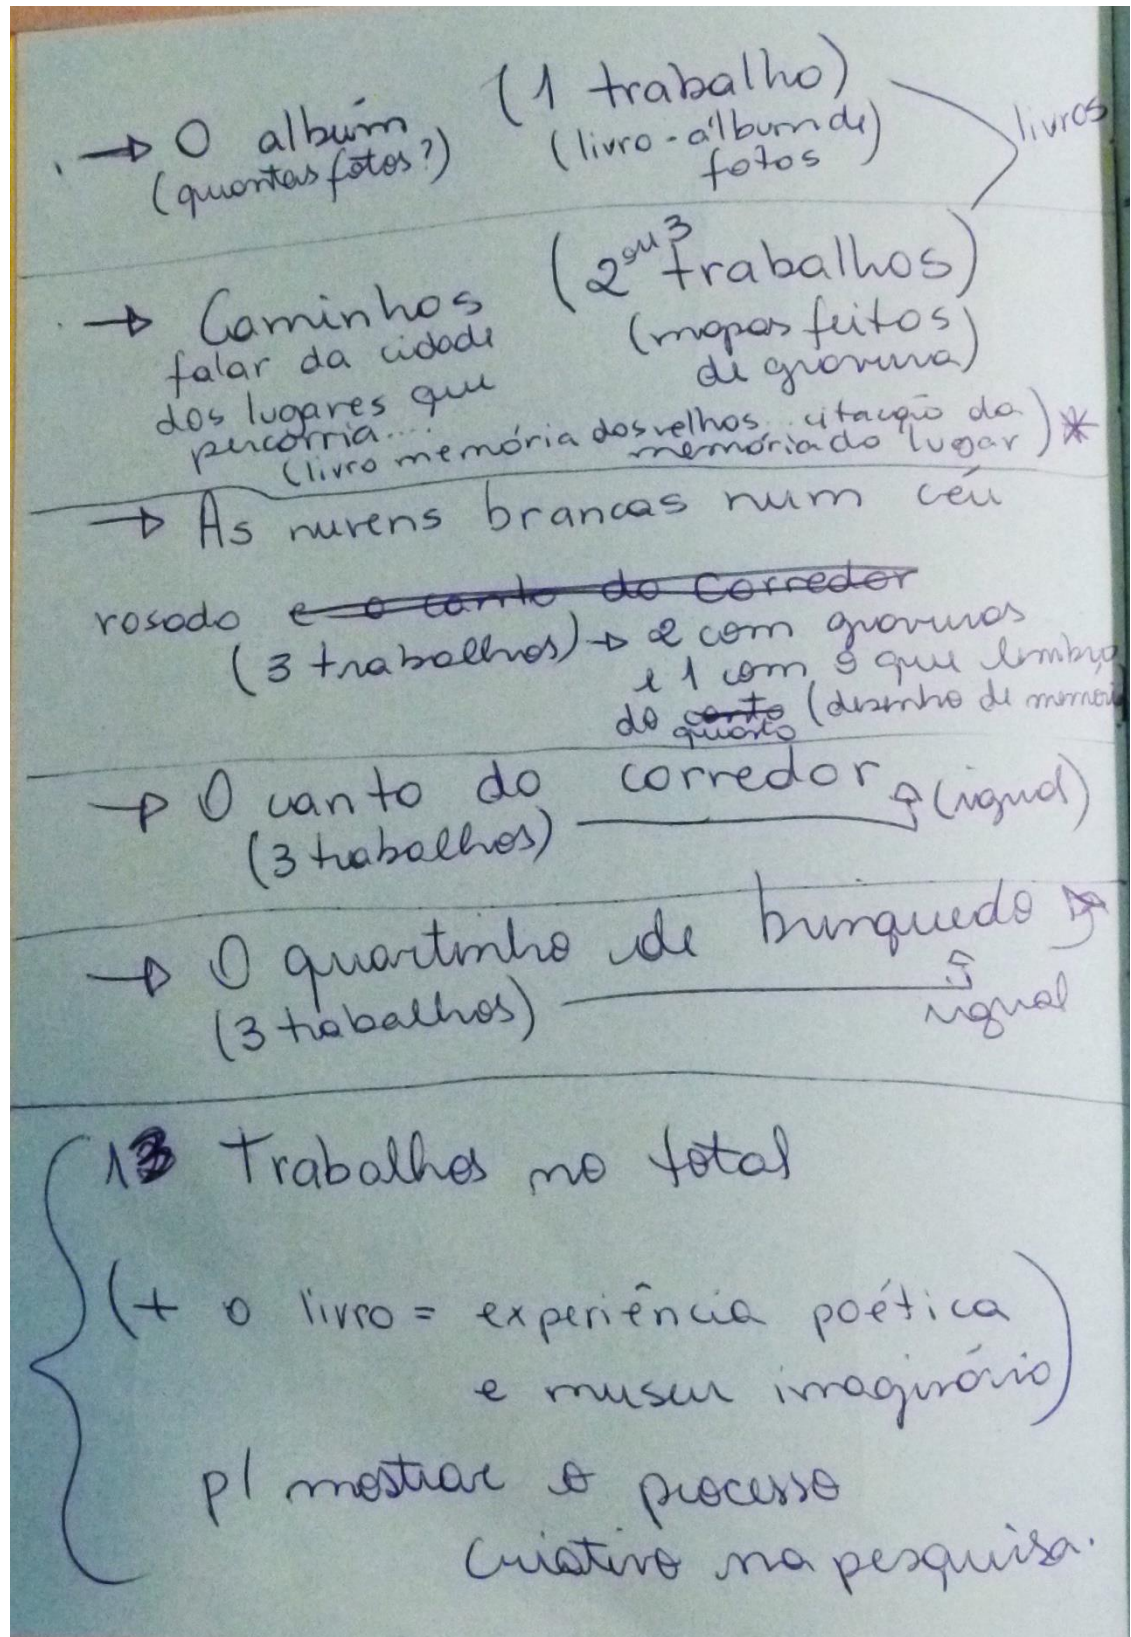 → O albúm (1 trabalho)
(quantas fotos?) (livro-álbum de fotos)
livros
→ Caminhos (2 ou 3 trabalhos)
falar da cidade (mapas feitos
dos lugares que de gravura)
percorria....
(livro memória dos velhos... citação da
memória do lugar) *
→ As nuvens brancas num céu
rosado e o canto do corredor
(3 trabalhos) → 2 com gravuras
e 1 com o que lembro
do canto quarto (desenho de memória
→ O canto do corredor
(3 trabalhos) (igual)
→ O quartinho de brinquedo
(3 trabalhos) igual
13 Trabalhos no total
(+ o livro = experiência poética
e museu imaginário)
p/ mostrar o processo
criativo na pesquisa.